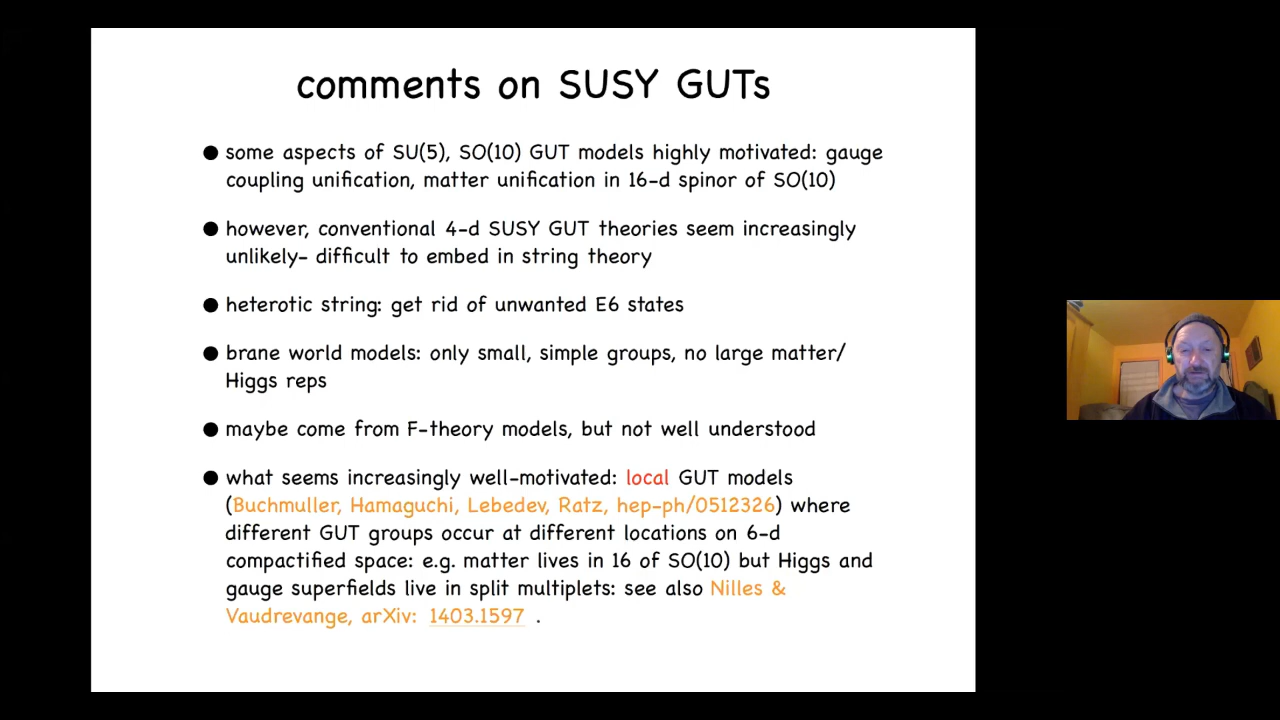 comments on SUSY GUTs
● some aspects of SU(5), SO(10) GUT models highly motivated: gauge
coupling unification, matter unification in 16-d spinor of SO(10)
● however, conventional 4-d SUSY GUT theories seem increasingly
unlikely- difficult to embed in string theory
● heterotic string: get rid of unwanted E6 states
● brane world models: only small, simple groups, no large matter/
Higgs reps
● maybe come from F-theory models, but not well understood
● what seems increasingly well-motivated: local GUT models
(Buchmuller, Hamaguchi, Lebedev, Ratz, hep-ph/0512326) where
different GUT groups occur at different locations on 6-d
compactified space: e.g. matter lives in 16 of SO(10) but Higgs and
gauge superfields live in split multiplets: see also Nilles &
Vaudrevange, arXiv: 1403.1597 .